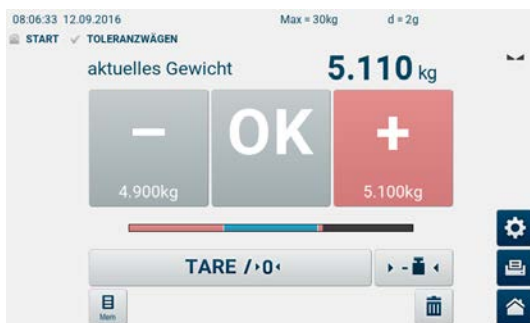 08:06:33 12.09.2016 Max = 30kg d = 2g
START TOLERANZWÄGEN
aktuelles Gewicht 5.110 kg
− OK +
4.900kg 5.100kg
TARE /→0← → - ←
Mem